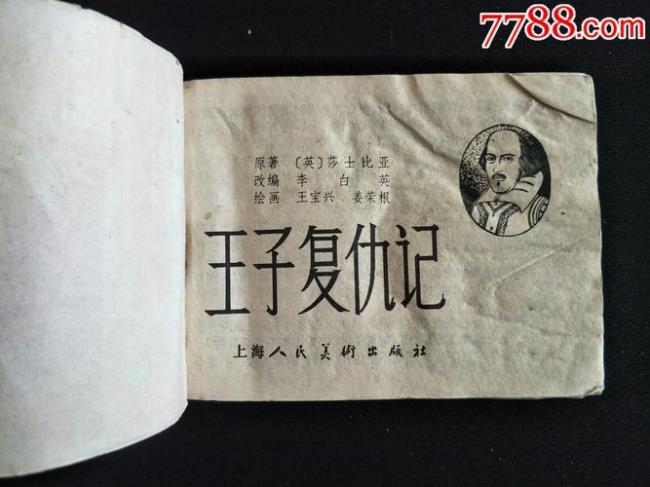 7788.com
原著 〔英〕莎士比亚
改编 李白英
绘画 王宝兴 姜荣根
王子复仇记
上海人民美術出版社